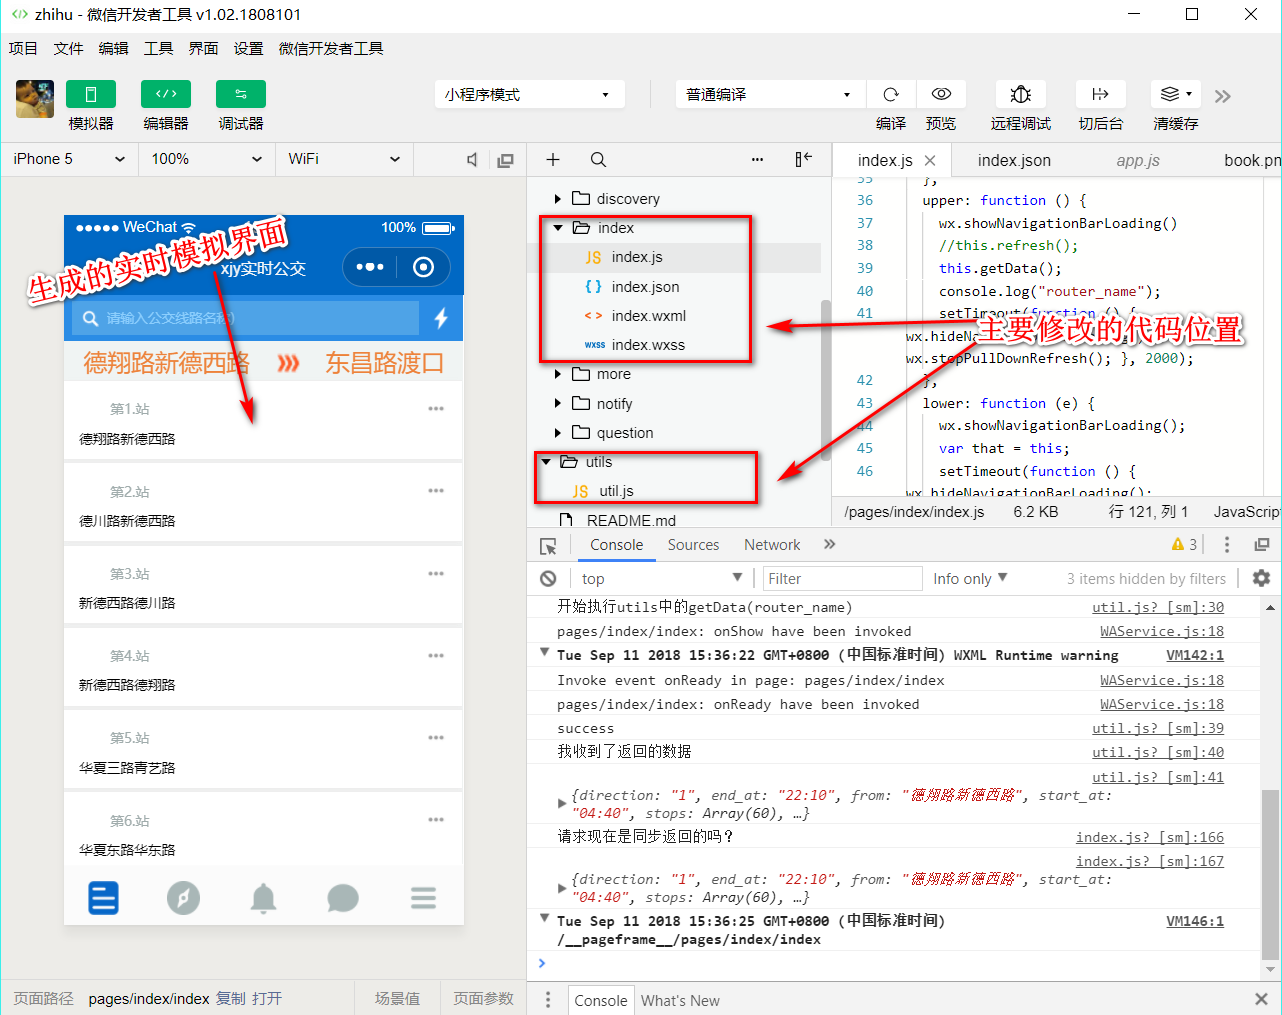 zhihu - 微信开发者工具 v1.02.1808101
项目 文件 编辑 工具 界面 设置 微信开发者工具
小程序模式
普通编译
模拟器 编辑器 调试器
编译 预览 远程调试 切后台 清缓存
iPhone 5 100% WiFi
WeChat 100%
xjy实时公交
生成的实时模拟界面
请输入公交线路名称
德翔路新德西路
东昌路渡口
第1.站
德翔路新德西路
第2.站
德川路新德西路
第3.站
新德西路德川路
第4.站
新德西路德翔路
第5.站
华夏三路青艺路
第6.站
华夏东路华东路
页面路径 pages/index/index 复制 打开 场景值 页面参数
discovery
index
JS index.js
{ } index.json
< > index.wxml
wxss index.wxss
more
notify
question
utils
JS util.js
README.md
主要修改的代码位置
index.js index.json app.js book.pn
35 },
36 upper: function () {
37 wx.showNavigationBarLoading()
38 //this.refresh();
39 this.getData();
40 console.log("router_name");
41 setTimeout(function () {
wx.hideNav
wx.stopPullDownRefresh(); }, 2000);
42 },
43 lower: function (e) {
44 wx.showNavigationBarLoading();
45 var that = this;
46 setTimeout(function () {
wx.hideNavigationBarLoading();
/pages/index/index.js 6.2 KB 行 121, 列 1 JavaScript
Console Sources Network 3
top Filter Info only 3 items hidden by filters
开始执行utils中的getData(router_name) util.js? [sm]:30
pages/index/index: onShow have been invoked WAService.js:18
Tue Sep 11 2018 15:36:22 GMT+0800 (中国标准时间) WXML Runtime warning VM142:1
Invoke event onReady in page: pages/index/index WAService.js:18
pages/index/index: onReady have been invoked WAService.js:18
success util.js? [sm]:39
我收到了返回的数据 util.js? [sm]:40
util.js? [sm]:41
{direction: "1", end_at: "22:10", from: "德翔路新德西路", start_at:
"04:40", stops: Array(60), …}
请求现在是同步返回的吗? index.js? [sm]:166
index.js? [sm]:167
{direction: "1", end_at: "22:10", from: "德翔路新德西路", start_at:
"04:40", stops: Array(60), …}
Tue Sep 11 2018 15:36:25 GMT+0800 (中国标准时间) VM146:1
/__pageframe__/pages/index/index
Console What's New